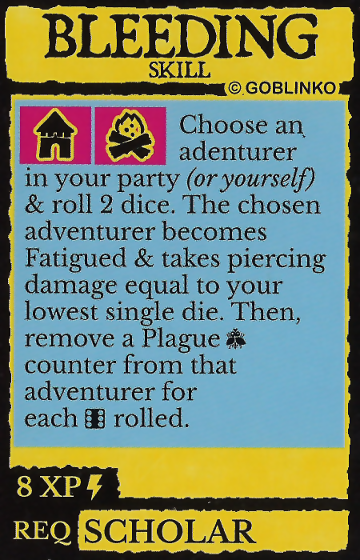 BLEEDING
SKILL
© GOBLINKO
Choose an
adenturer
in your party (or yourself)
& roll 2 dice. The chosen
adventurer becomes
Fatigued & takes piercing
damage equal to your
lowest single die. Then,
remove a Plague
counter from that
adventurer for
each rolled.
8 XP
REQ SCHOLAR